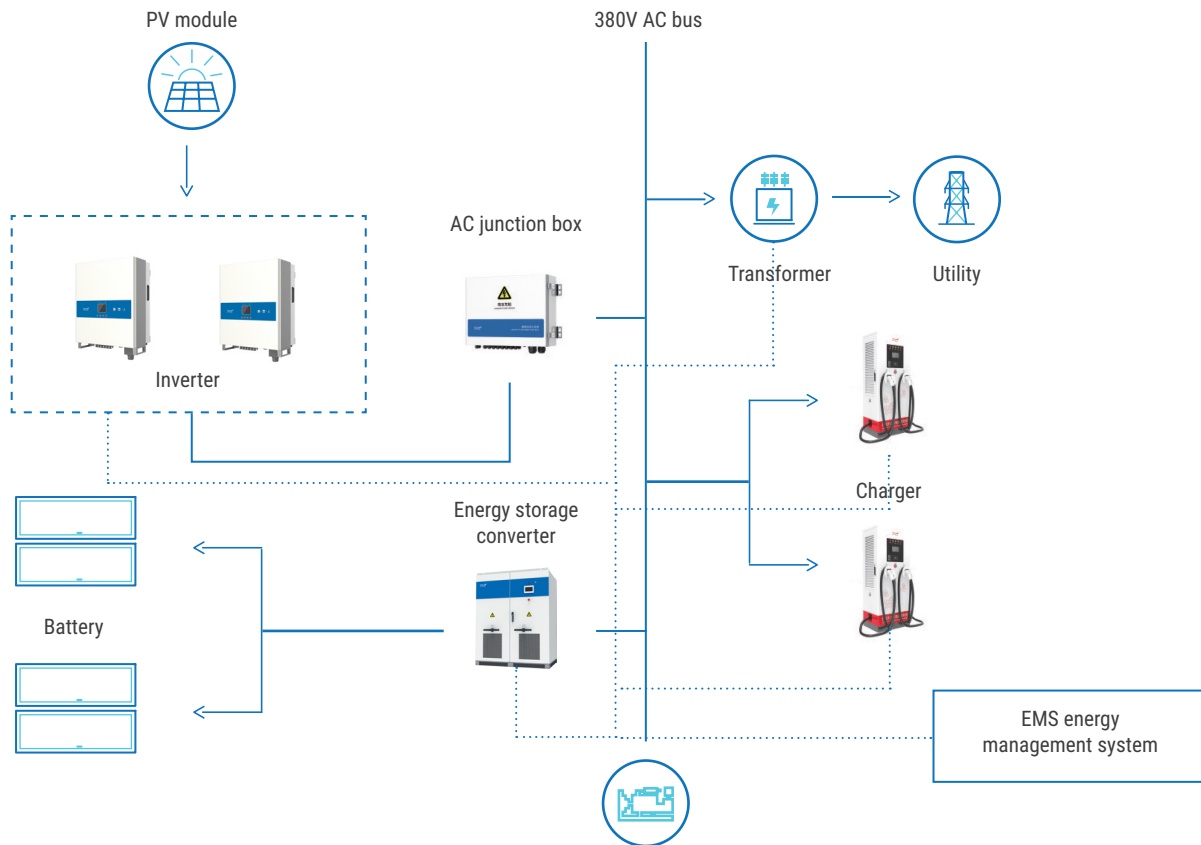 PV module
380V AC bus
AC junction box
Transformer
Utility
Inverter
Charger
Energy storage
converter
Battery
EMS energy
management system